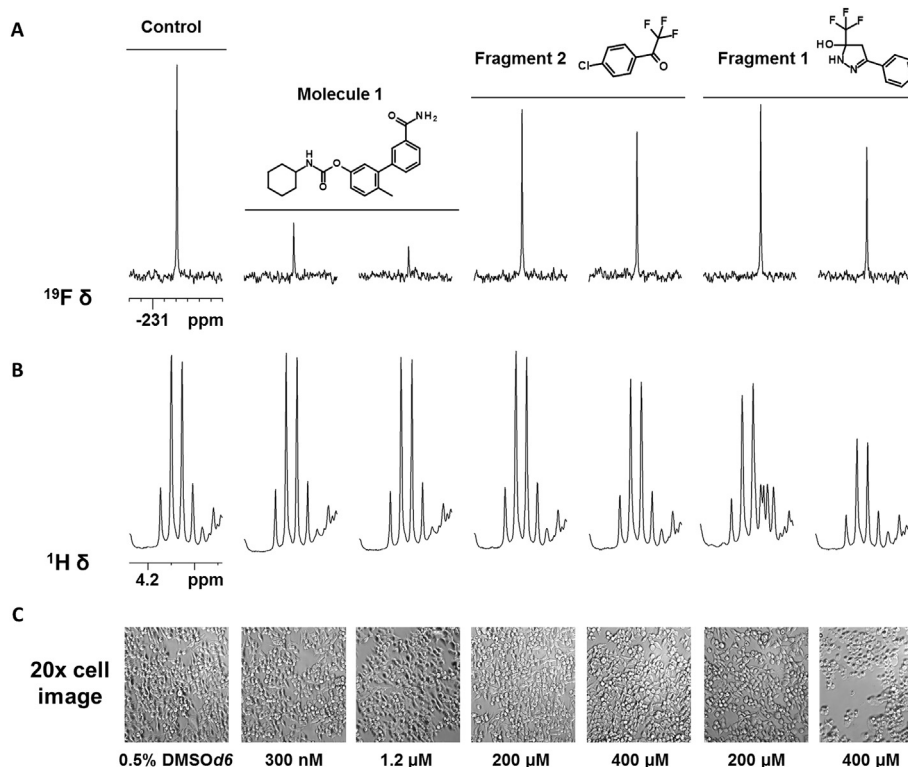 A
Control
Molecule 1
Fragment 2
Fragment 1
O
NH₂
H
N
O
O
F
F
F
Cl
O
F
F
F
HO
HN
N
¹⁹F δ
-231 ppm
B
¹H δ
4.2 ppm
C
20x cell
image
0.5% DMSOd6 300 nM 1.2 µM 200 µM 400 µM 200 µM 400 µM